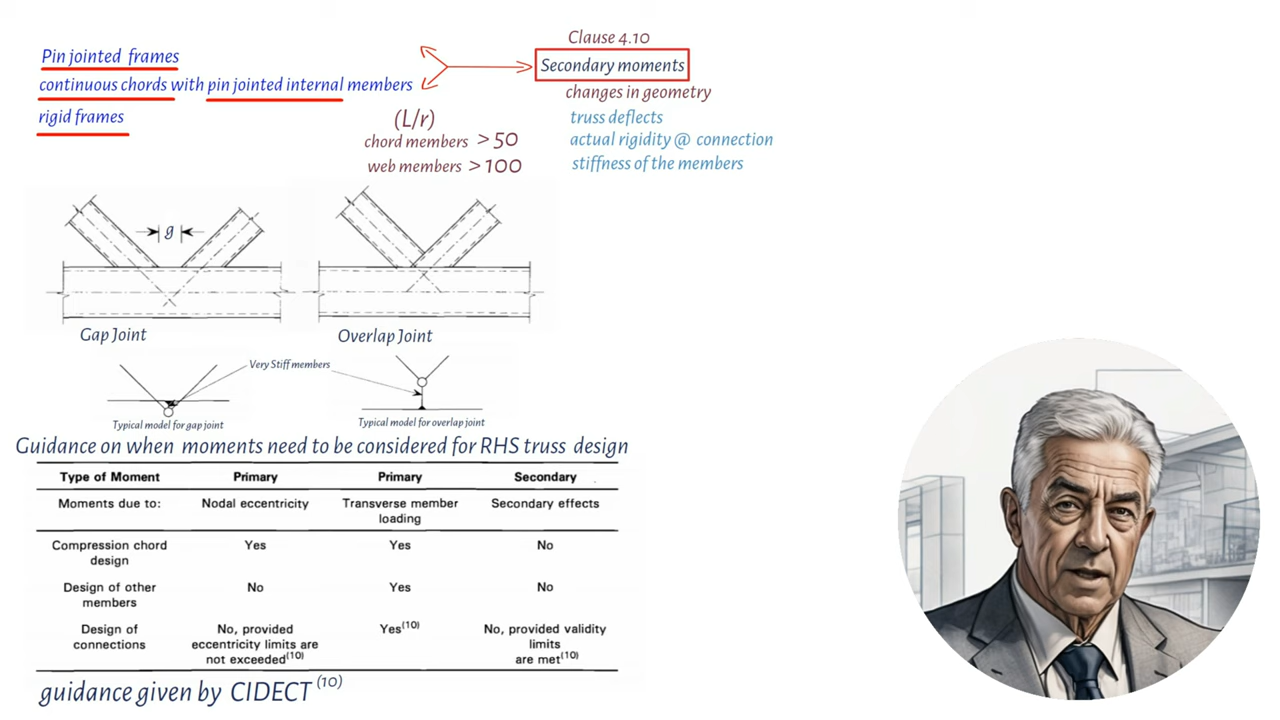 Pin jointed frames
continuous chords with pin jointed internal members
rigid frames
Clause 4.10
Secondary moments
changes in geometry
truss deflects
actual rigidity @ connection
stiffness of the members
(L/r)
chord members > 50
web members > 100
g
Gap Joint
Overlap Joint
Very Stiff members
Typical model for gap joint
Typical model for overlap joint
Guidance on when moments need to be considered for RHS truss design
Type of Moment Primary Primary Secondary
Moments due to: Nodal eccentricity Transverse member loading Secondary effects
Compression chord design Yes Yes No
Design of other members No Yes No
Design of connections No, provided eccentricity limits are not exceeded(10) Yes(10) No, provided validity limits are met(10)
guidance given by CIDECT (10)